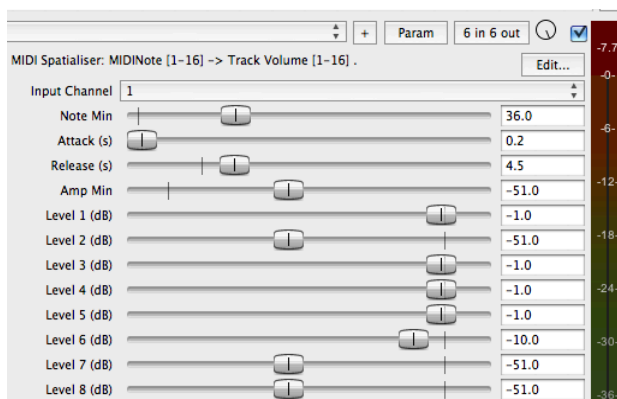 + Param 6 in 6 out
MIDI Spatialiser: MIDINote [1-16] -> Track Volume [1-16] .
Edit...
Input Channel 1
Note Min 36.0
Attack (s) 0.2
Release (s) 4.5
Amp Min -51.0
Level 1 (dB) -1.0
Level 2 (dB) -51.0
Level 3 (dB) -1.0
Level 4 (dB) -1.0
Level 5 (dB) -1.0
Level 6 (dB) -10.0
Level 7 (dB) -51.0
Level 8 (dB) -51.0
-7.7
-0-
-6-
-12-
-18-
-24-
-30-
-36-